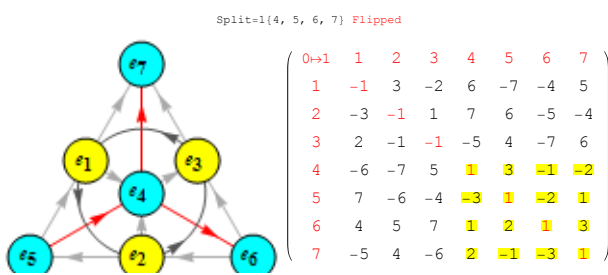 Split=1{4, 5, 6, 7} Flipped
e7
e1
e3
e4
e5
e2
e6
0↦1 1 2 3 4 5 6 7
1 -1 3 -2 6 -7 -4 5
2 -3 -1 1 7 6 -5 -4
3 2 -1 -1 -5 4 -7 6
4 -6 -7 5 1 3 -1 -2
5 7 -6 -4 -3 1 -2 1
6 4 5 7 1 2 1 3
7 -5 4 -6 2 -1 -3 1